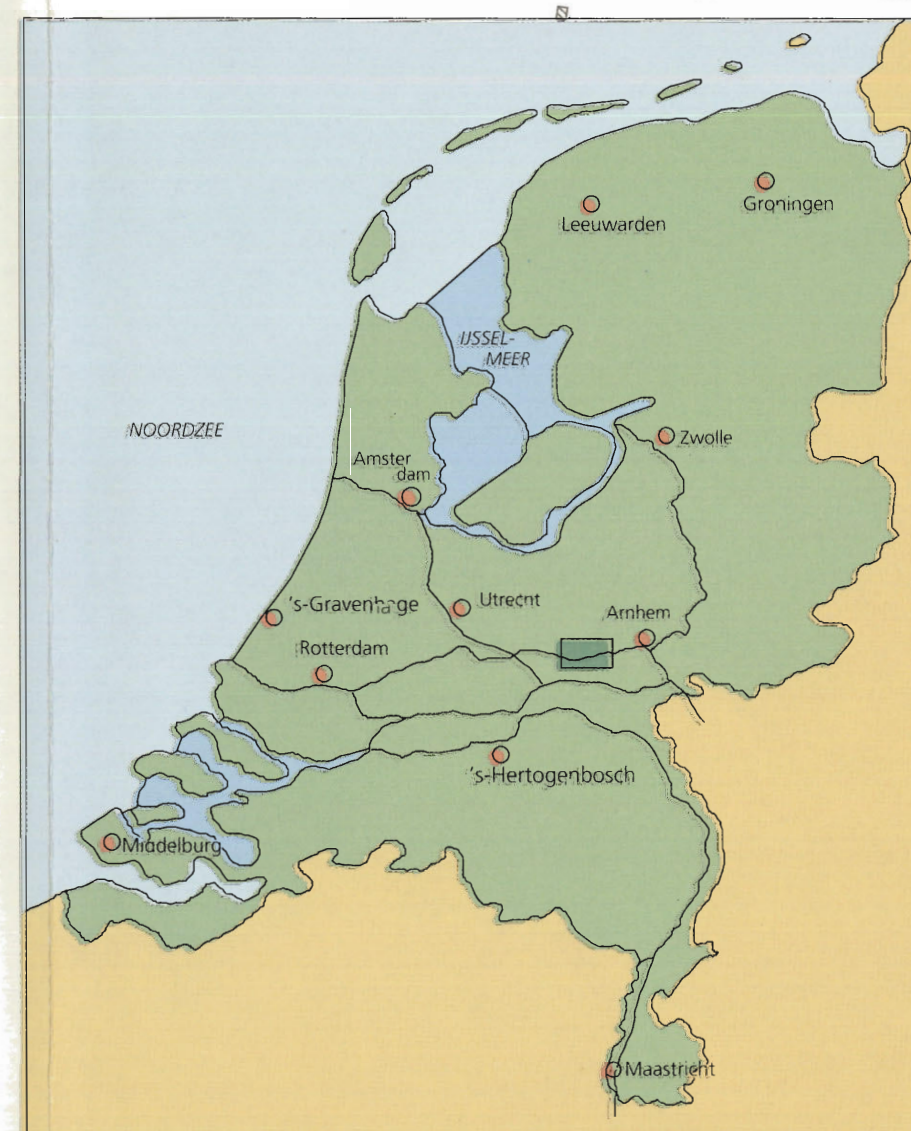 Groningen
Leeuwarden
IJSSEL-
MEER
NOORDZEE
Zwolle
Amster
dam
's-Gravenhage
Utrecht
Arnhem
Rotterdam
's-Hertogenbosch
Middelburg
Maastricht